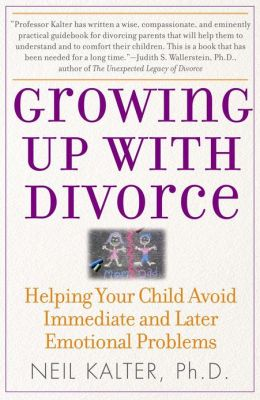 "Professor Kalter has written a wise, compassionate, and eminently
practical guidebook for divorcing parents that will help them to
understand and to comfort their children. This is a book that has
been needed for a long time."—Judith S. Wallerstein, Ph.D.,
author of The Unexpected Legacy of Divorce
GROWING
UP WITH
DIVORCE
Mom Dad
Helping Your Child Avoid
Immediate and Later
Emotional Problems
NEIL KALTER, Ph.D.